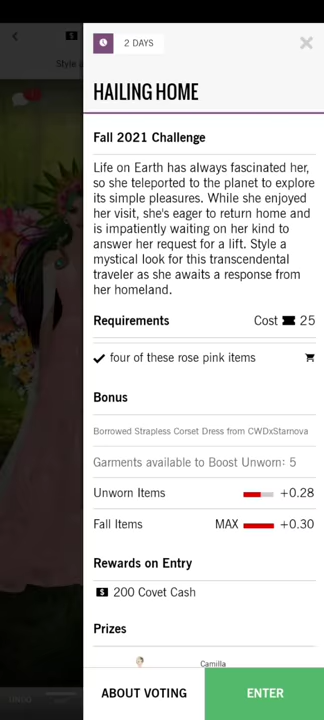 2 DAYS
Style a
HAILING HOME
Fall 2021 Challenge
Life on Earth has always fascinated her,
so she teleported to the planet to explore
its simple pleasures. While she enjoyed
her visit, she's eager to return home and
is impatiently waiting on her kind to
answer her request for a lift. Style a
mystical look for this transcendental
traveler as she awaits a response from
her homeland.
Requirements Cost 25
four of these rose pink items
Bonus
Borrowed Strapless Corset Dress from CWDxStarnova
Garments available to Boost Unworn: 5
Unworn Items +0.28
Fall Items MAX +0.30
Rewards on Entry
$ 200 Covet Cash
Prizes
Camilla
UNDO
ABOUT VOTING ENTER